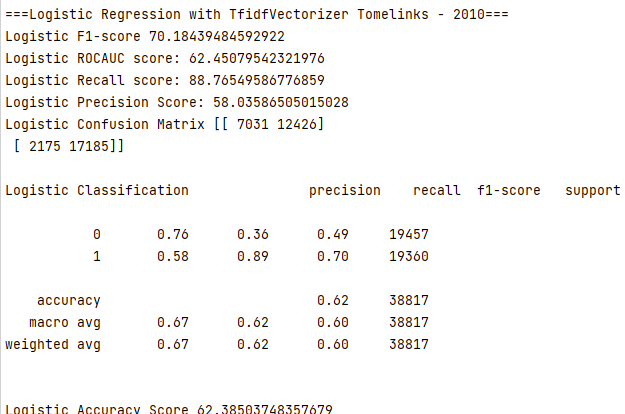 ===Logistic Regression with TfidfVectorizer Tomelinks - 2010===
Logistic F1-score 70.18439484592922
Logistic ROCAUC score: 62.45079542321976
Logistic Recall score: 88.76549586776859
Logistic Precision Score: 58.03586505015028
Logistic Confusion Matrix [[ 7031 12426]
[ 2175 17185]]
Logistic Classification precision recall f1-score support
0 0.76 0.36 0.49 19457
1 0.58 0.89 0.70 19360
accuracy 0.62 38817
macro avg 0.67 0.62 0.60 38817
weighted avg 0.67 0.62 0.60 38817
Logistic Accuracy Score 62.38503748357679